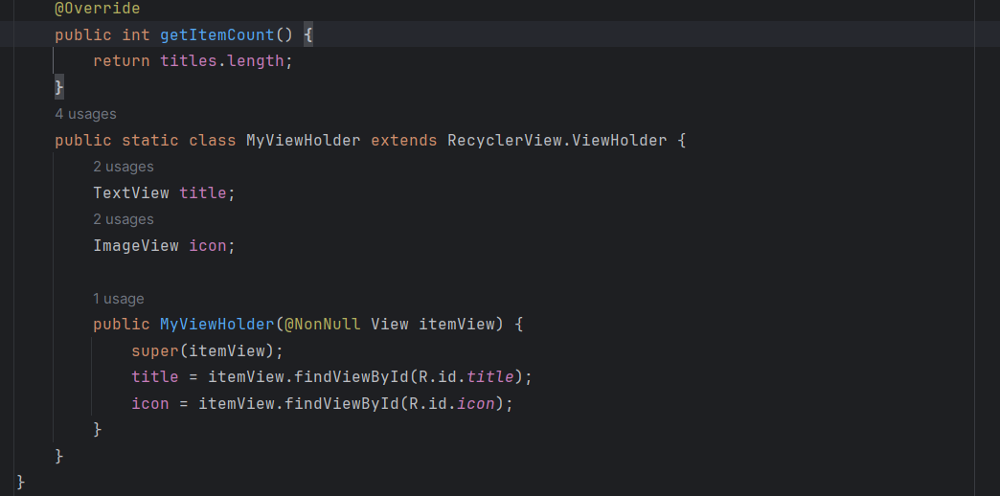 @Override
public int getItemCount() {
return titles.length;
}
4 usages
public static class MyViewHolder extends RecyclerView.ViewHolder {
2 usages
TextView title;
2 usages
ImageView icon;
1 usage
public MyViewHolder(@NonNull View itemView) {
super(itemView);
title = itemView.findViewById(R.id.title);
icon = itemView.findViewById(R.id.icon);
}
}
}